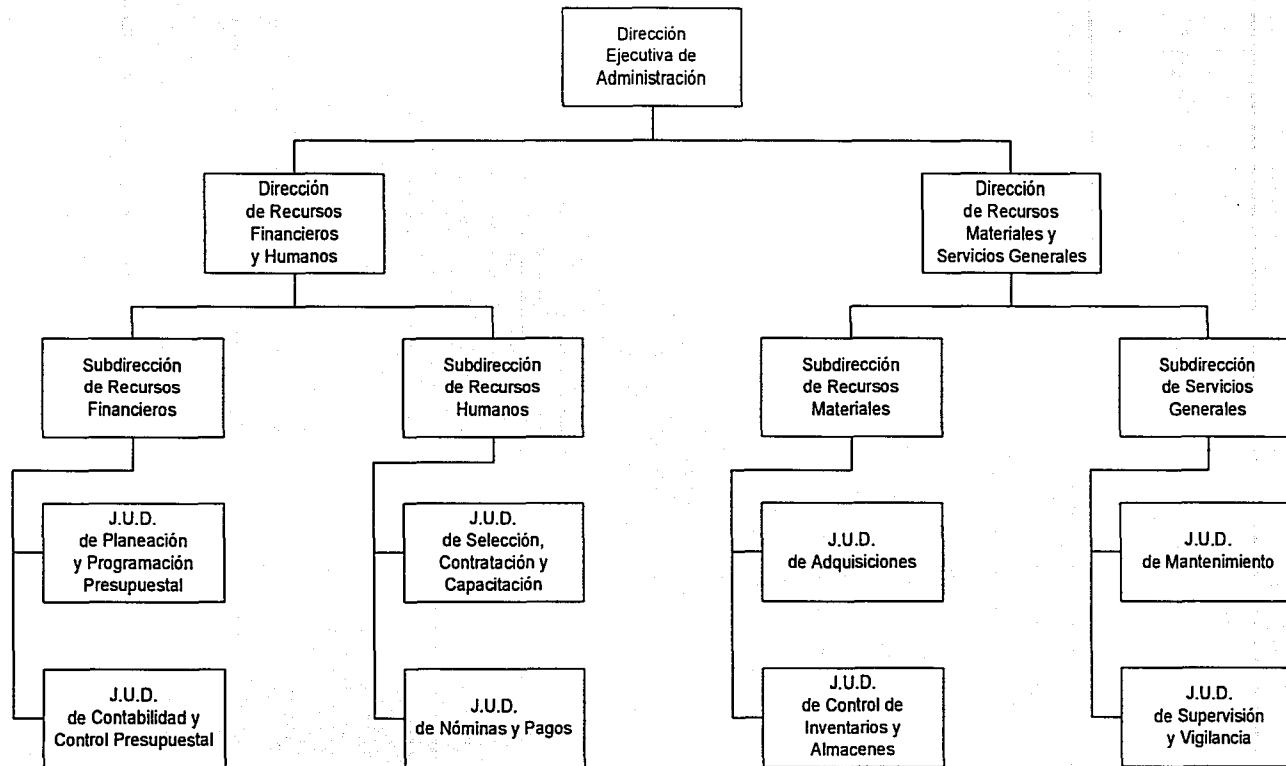 Dirección
Ejecutiva de
Administración
Dirección
de Recursos
Financieros
y Humanos
Dirección
de Recursos
Materiales y
Servicios Generales
Subdirección
de Recursos
Financieros
Subdirección
de Recursos
Humanos
Subdirección
de Recursos
Materiales
Subdirección
de Servicios
Generales
J.U.D.
de Planeación
y Programación
Presupuestal
J.U.D.
de Selección,
Contratación y
Capacitación
J.U.D.
de Adquisiciones
J.U.D.
de Mantenimiento
J.U.D.
de Contabilidad y
Control Presupuestal
J.U.D.
de Nóminas y Pagos
J.U.D.
de Control de
Inventarios y
Almacenes
J.U.D.
de Supervisión
y Vigilancia